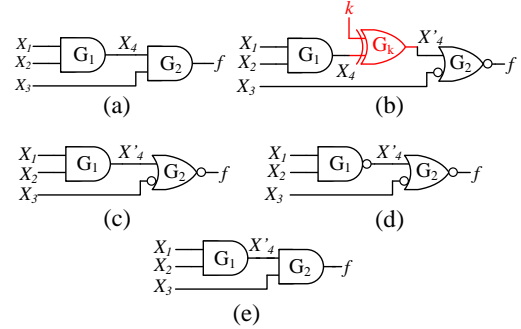 X1 X2 X3 G1 X4 G2 f
(a)
k
X1 X2 X3 G1 X4 Gk X'4 G2 f
(b)
X1 X2 X3 G1 X'4 G2 f
(c)
X1 X2 X3 G1 X'4 G2 f
(d)
X1 X2 X3 G1 X'4 G2 f
(e)